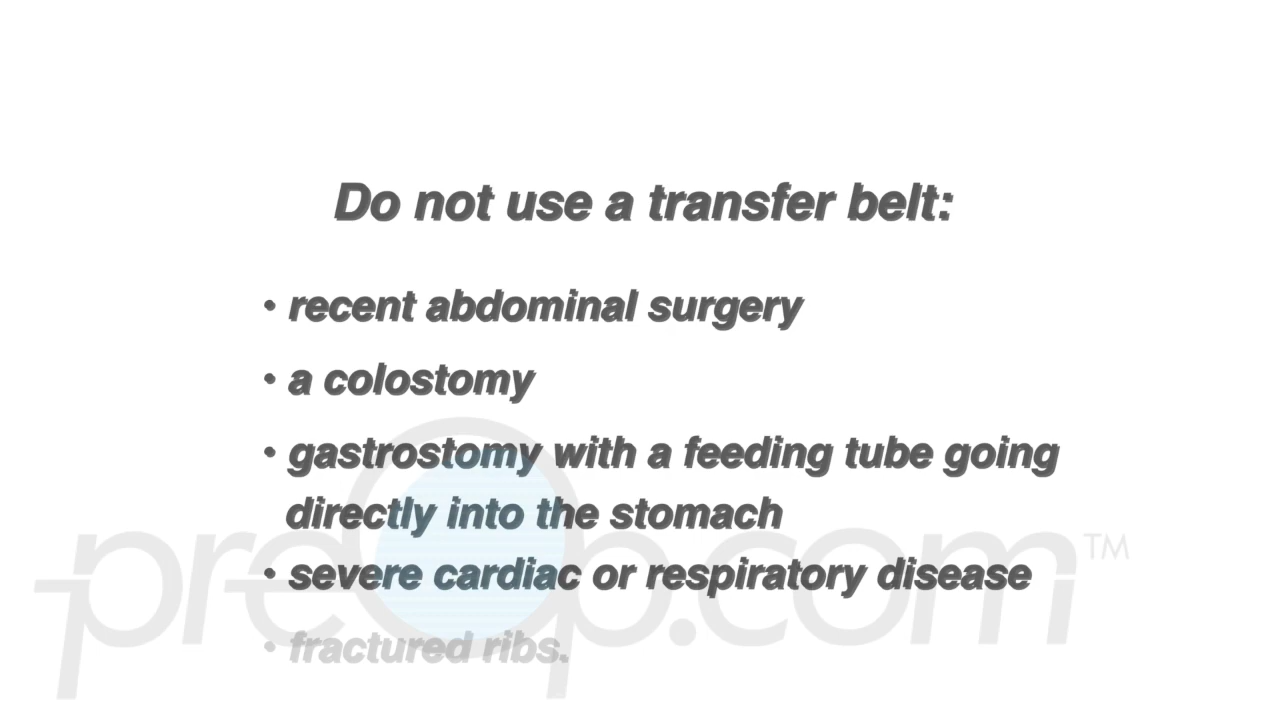 Do not use a transfer belt:
• recent abdominal surgery
• a colostomy
• gastrostomy with a feeding tube going
directly into the stomach
• severe cardiac or respiratory disease
• fractured ribs.
preOp.com™